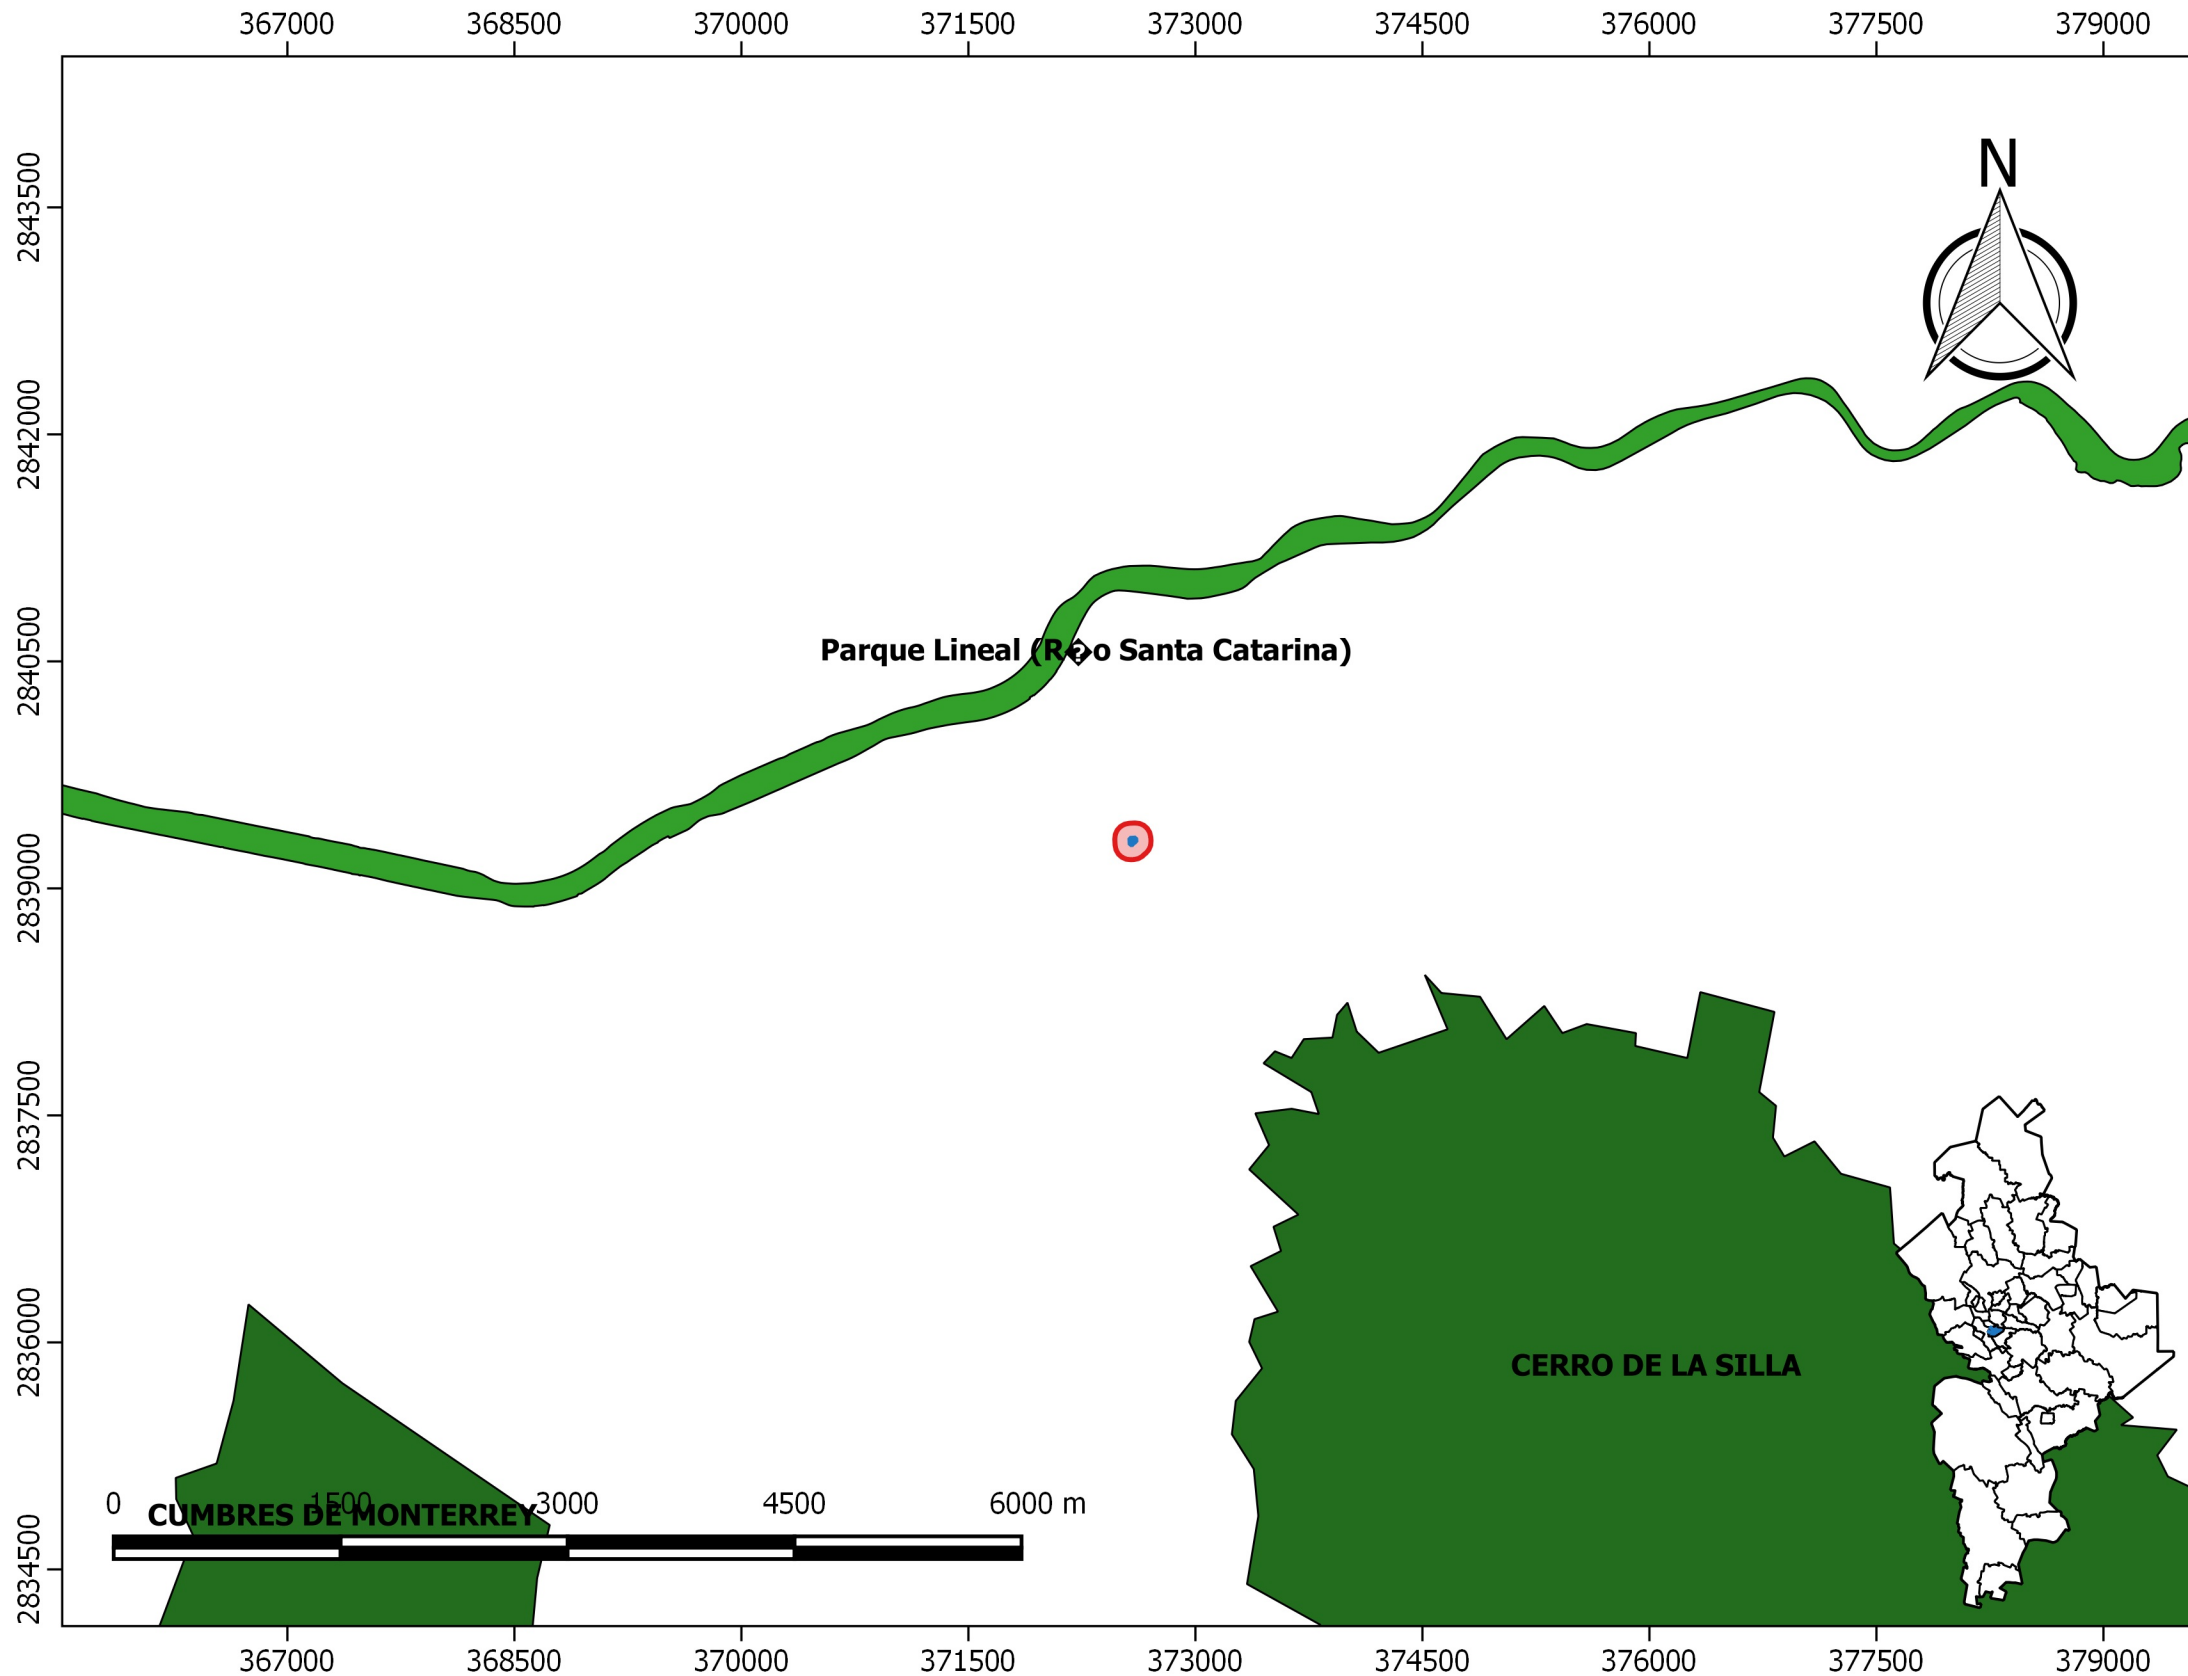 367000 368500 370000 371500 373000 374500 376000 377500 379000
N
2843500
2842000
2840500
2839000
2837500
2836000
2834500
Parque Lineal (R�o Santa Catarina)
CERRO DE LA SILLA
0 1500 3000 4500 6000 m
CUMBRES DE MONTERREY
367000 368500 370000 371500 373000 374500 376000 377500 379000